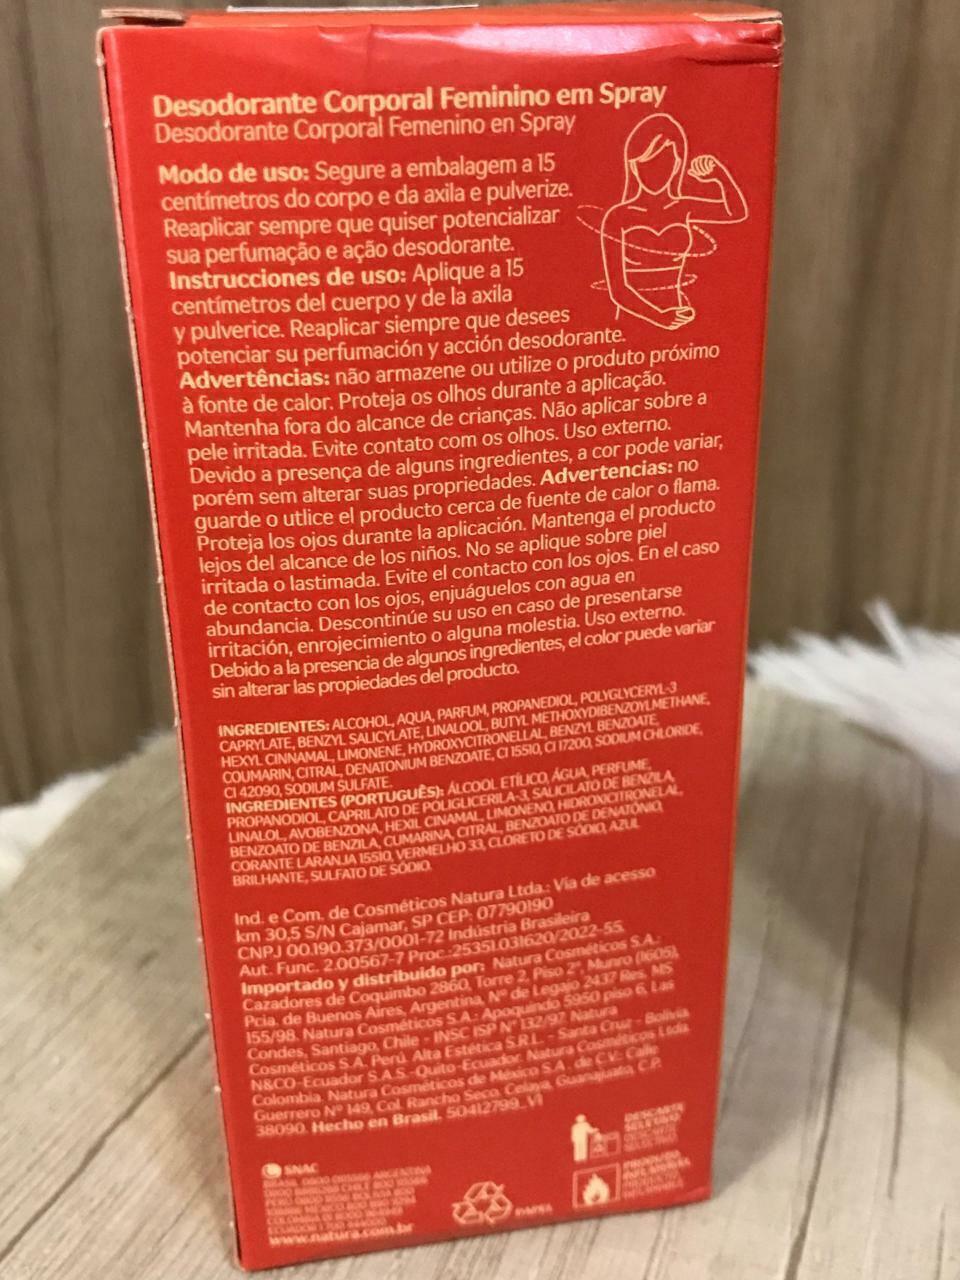 Desodorante Corporal Feminino em Spray
Desodorante Corporal Femenino en Spray
Modo de uso: Segure a embalagem a 15
centímetros do corpo e da axila e pulverize.
Reaplicar sempre que quiser potencializar
sua perfumação e ação desodorante.
Instrucciones de uso: Aplique a 15
centímetros del cuerpo y de la axila
y pulverice. Reaplicar siempre que desees
potenciar su perfumación y acción desodorante.
Advertências: não armazene ou utilize o produto próximo
à fonte de calor. Proteja os olhos durante a aplicação.
Mantenha fora do alcance de crianças. Não aplicar sobre a
pele irritada. Evite contato com os olhos. Uso externo.
Devido a presença de alguns ingredientes, a cor pode variar,
porém sem alterar suas propriedades. Advertencias: no
guarde o utlice el producto cerca de fuente de calor o flama.
Proteja los ojos durante la aplicación. Mantenga el producto
lejos del alcance de los niños. No se aplique sobre piel
irritada o lastimada. Evite el contacto con los ojos. En el caso
de contacto con los ojos, enjuáguelos con agua en
abundancia. Descontinúe su uso en caso de presentarse
irritación, enrojecimiento o alguna molestia. Uso externo.
Debido a la presencia de algunos ingredientes, el color puede variar
sin alterar las propiedades del producto.
INGREDIENTES: ALCOHOL, AQUA, PARFUM, PROPANEDIOL, POLYGLYCERYL-3
CAPRYLATE, BENZYL SALICYLATE, LINALOOL, BUTYL METHOXYDIBENZOYLMETHANE,
HEXYL CINNAMAL, LIMONENE, HYDROXYCITRONELLAL, BENZYL BENZOATE,
COUMARIN, CITRAL, DENATONIUM BENZOATE, CI 15510, CI 17200, SODIUM CHLORIDE,
CI 42090, SODIUM SULFATE.
INGREDIENTES (PORTUGUÊS): ÁLCOOL ETÍLICO, ÁGUA, PERFUME,
PROPANODIOL, CAPRILATO DE POLIGLICERILA-3, SALICILATO DE BENZILA,
LINALOL, AVOBENZONA, HEXIL CINAMAL, LIMONENO, HIDROXICITRONELAL,
BENZOATO DE BENZILA, CUMARINA, CITRAL, BENZOATO DE DENATÔNIO,
CORANTE LARANJA 15510, VERMELHO 33, CLORETO DE SÓDIO, AZUL
BRILHANTE, SULFATO DE SÓDIO.
Ind. e Com. de Cosméticos Natura Ltda.: Via de acesso
km 30,5 S/N Cajamar, SP CEP: 07790190
CNPJ 00.190.373/0001-72 Indústria Brasileira
Aut. Func. 2.00567-7 Proc.:25351.031620/2022-55.
Importado y distribuido por: Natura Cosméticos S.A.:
Cazadores de Coquimbo 2860, Torre 2, Piso 2°, Munro (1605),
Pcia. de Buenos Aires, Argentina, N° de Legajo 2437 Res. MS
155/98. Natura Cosméticos S.A.: Apoquindo 5950 piso 6, Las
Condes, Santiago, Chile - INSC ISP N° 132/97. Natura
Cosméticos S.A, Perú. Alta Estética S.R.L. - Santa Cruz - Bolivia
N&CO-Ecuador S.A.S.-Quito-Ecuador. Natura Cosméticos Ltda.
Colombia. Natura Cosméticos de México S.A. de C.V.: Calle
Guerrero N° 149, Col. Rancho Seco, Celaya, Guanajuato, C.P.
38090. Hecho en Brasil. 50412799_VI
SNAC
www.natura.com.br